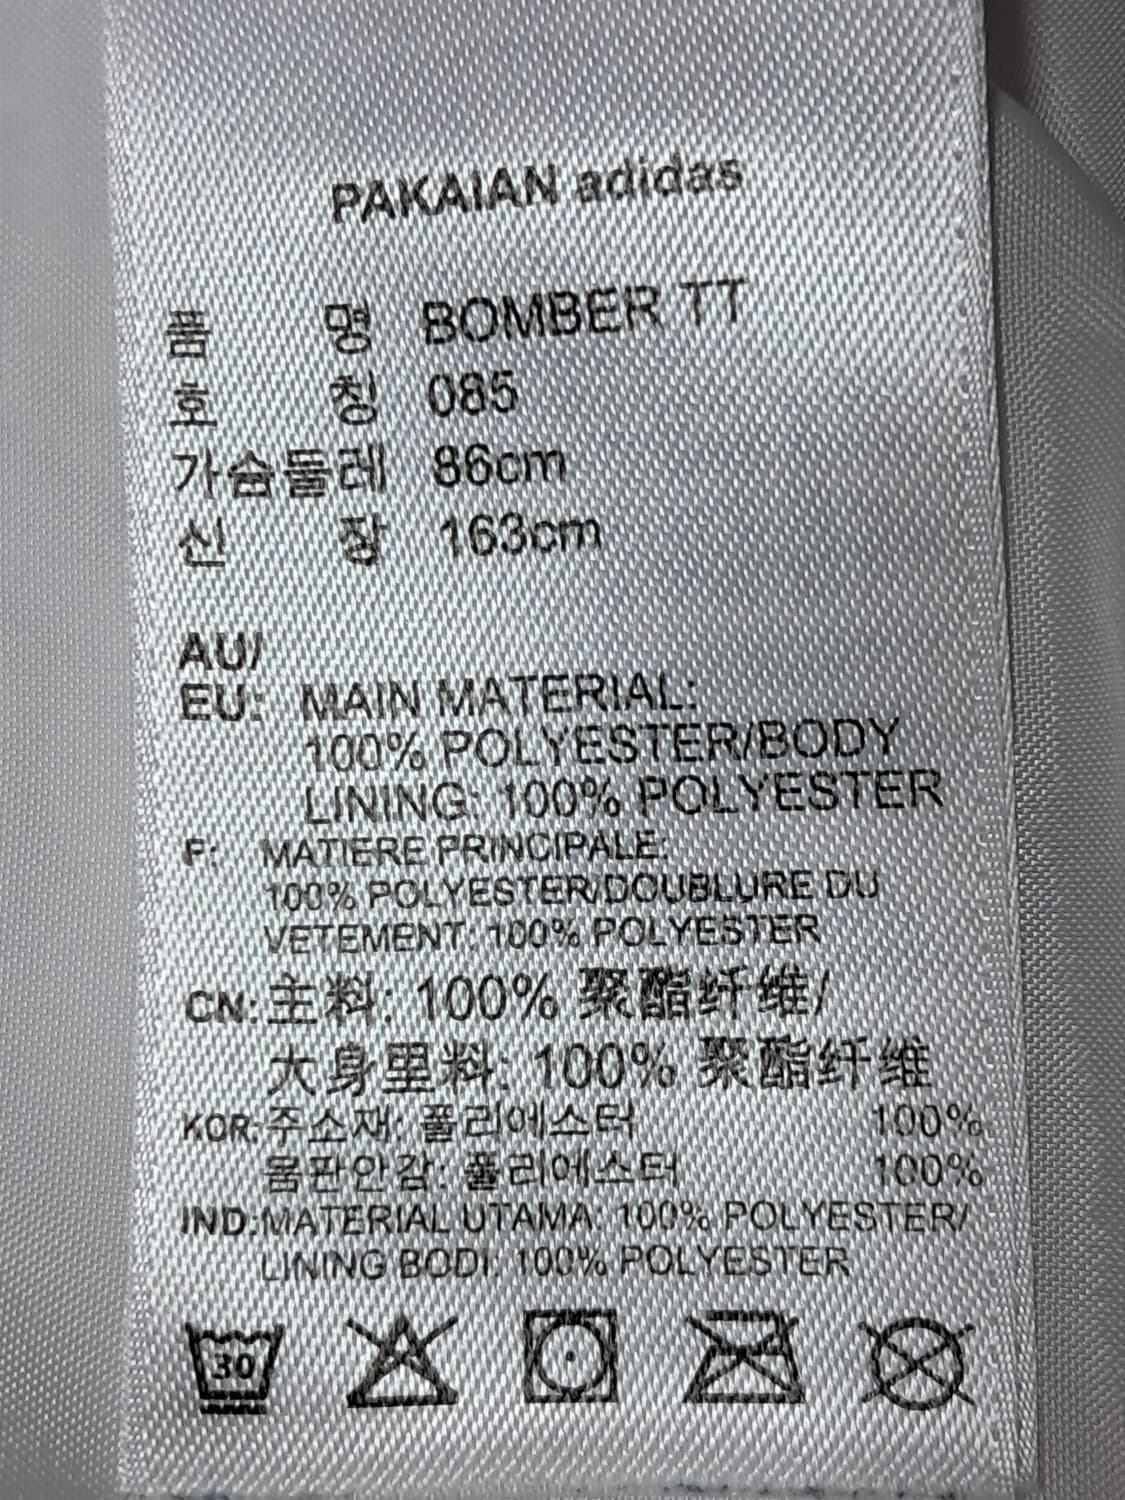 PAKAIAN adidas
품 명 BOMBER TT
호 칭 085
가슴둘레 86cm
신 장 163cm
AU/
EU: MAIN MATERIAL:
100% POLYESTER/BODY
LINING: 100% POLYESTER
F: MATIERE PRINCIPALE:
100% POLYESTER/DOUBLURE DU
VETEMENT: 100% POLYESTER
CN: 主料: 100% 聚酯纤维/
大身里料: 100% 聚酯纤维
KOR: 주소재: 폴리에스터 100%
몸판안감: 폴리에스터 100%
IND: MATERIAL UTAMA: 100% POLYESTER/
LINING BODI: 100% POLYESTER
30